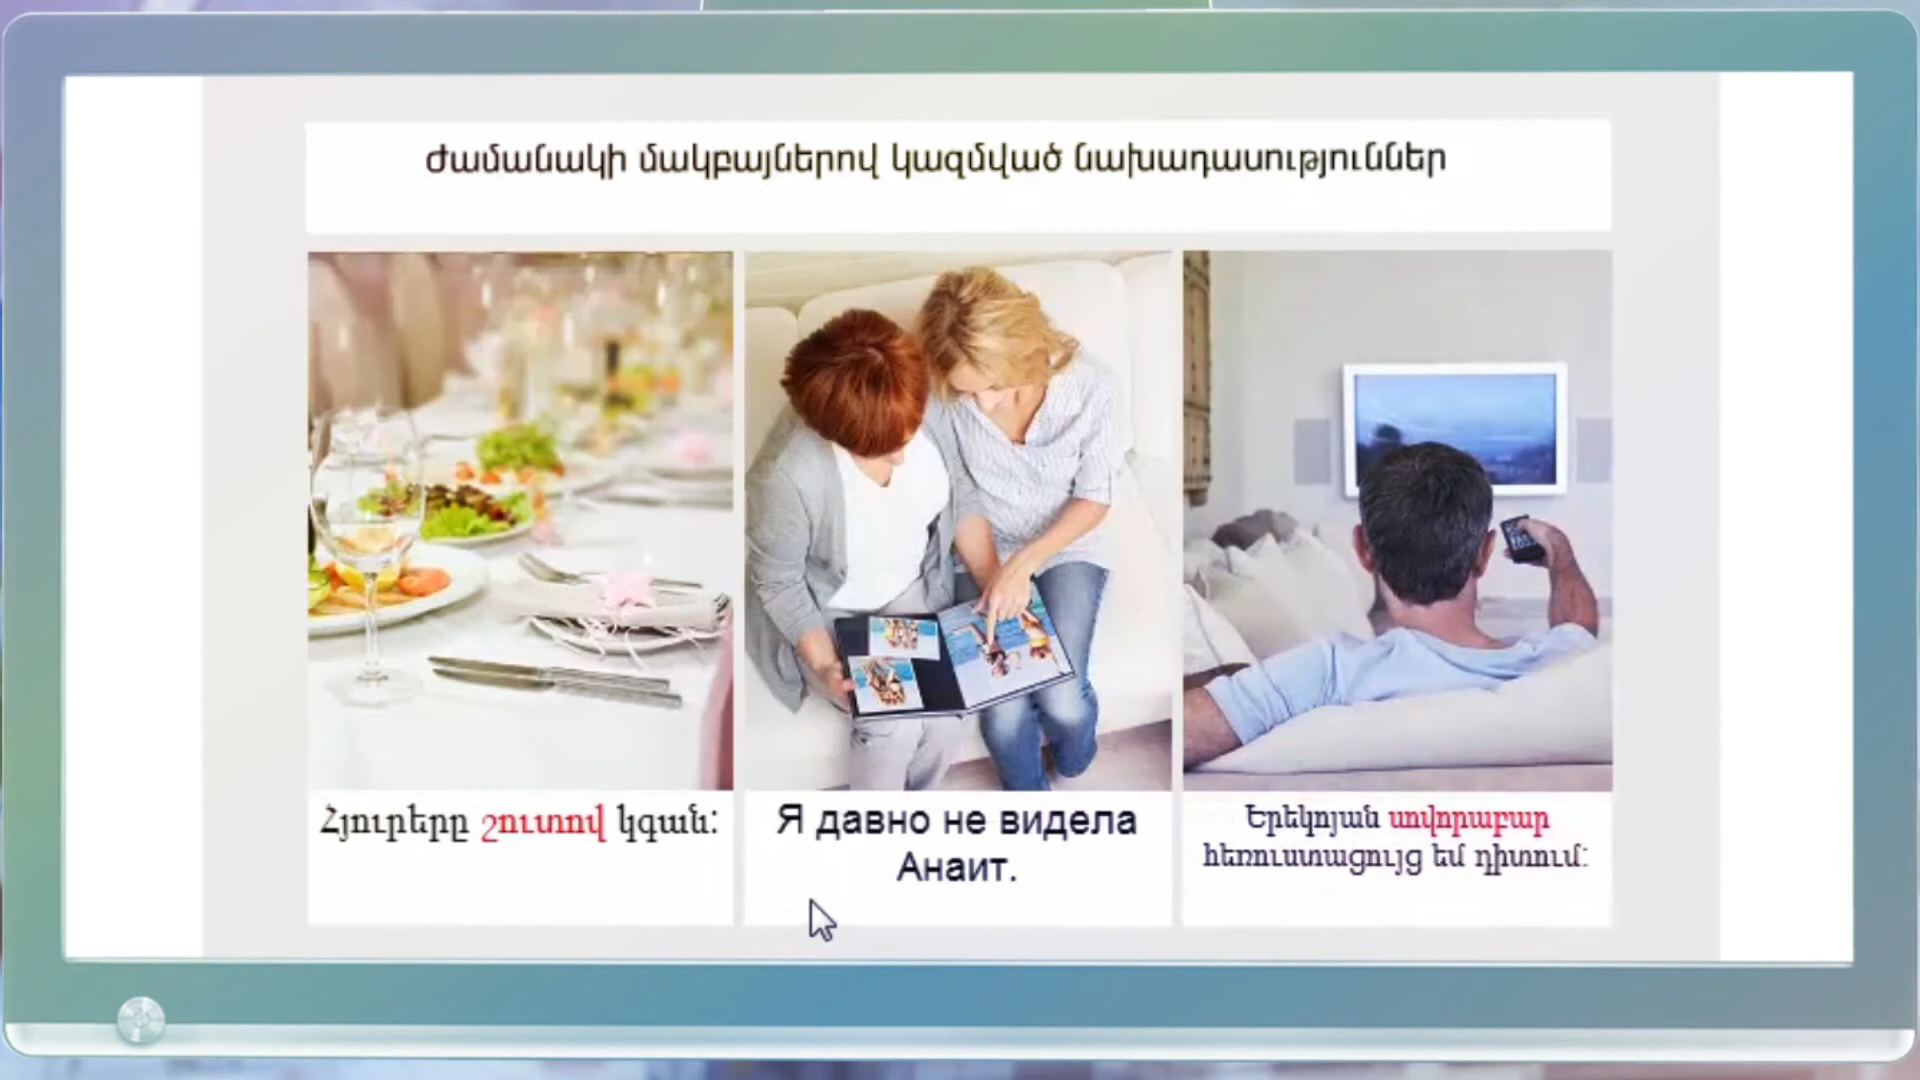 Ժամանակի մակբայներով կազմված նախադասություններ
Հյուրերը շուտով կգան:
Я давно не видела
Анаит.
Երեկոյան սովորաբար
հեռուստացույց եմ դիտում: